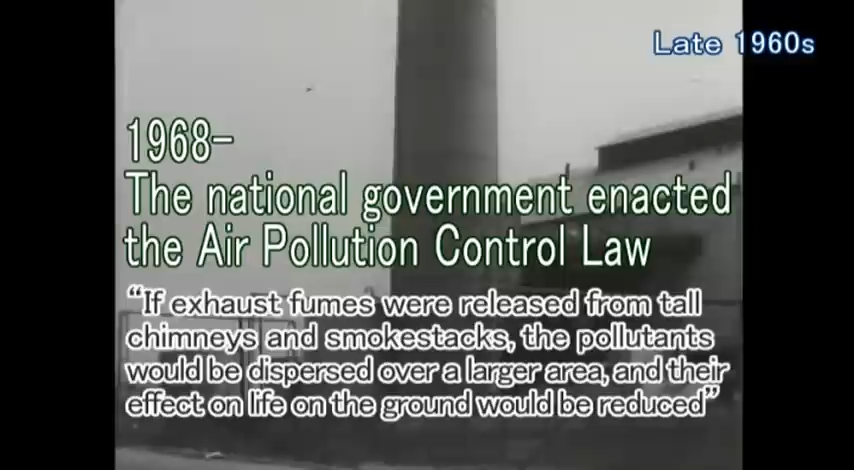 Late 1960s
1968-
The national government enacted
the Air Pollution Control Law
“If exhaust fumes were released from tall
chimneys and smokestacks, the pollutants
would be dispersed over a larger area, and their
effect on life on the ground would be reduced”